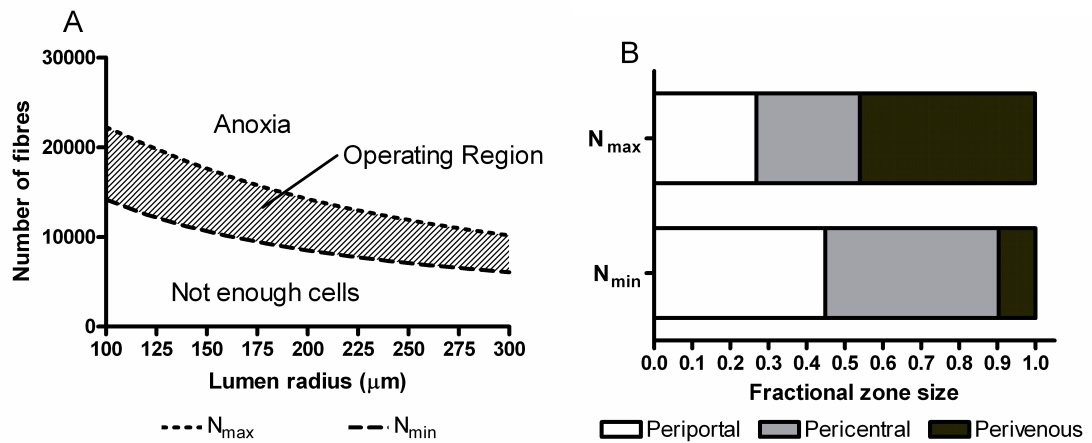 A
30000
20000
10000
0
Number of fibres
Anoxia
Operating Region
Not enough cells
100 125 150 175 200 225 250 275 300
Lumen radius (μm)
Nmax Nmin
B
Nmax
Nmin
0.0 0.1 0.2 0.3 0.4 0.5 0.6 0.7 0.8 0.9 1.0
Fractional zone size
Periportal Pericentral Perivenous